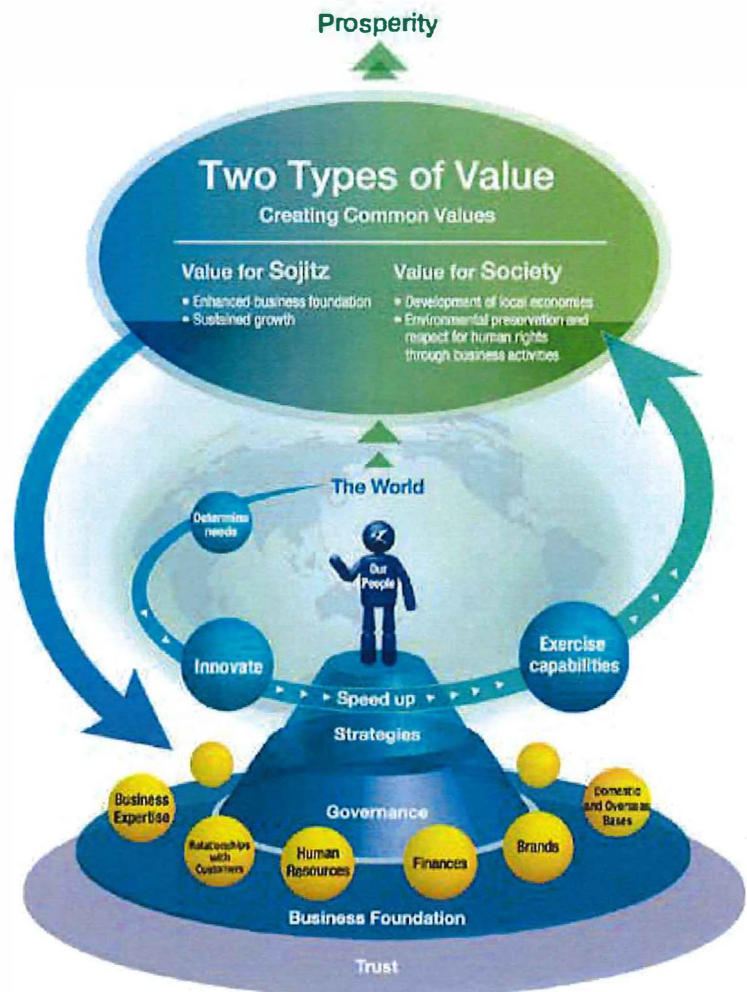 Prosperity
Two Types of Value
Creating Common Values
Value for Sojitz
• Enhanced business foundation
• Sustained growth
Value for Society
• Development of local economies
• Environmental preservation and
respect for human rights
through business activities
The World
Determine
needs
Our
People
Innovate
Exercise
capabilities
Speed up
Strategies
Business
Expertise
Domestic
and Overseas
Bases
Governance
Relationships
with
Customers
Human
Resources
Finances
Brands
Business Foundation
Trust